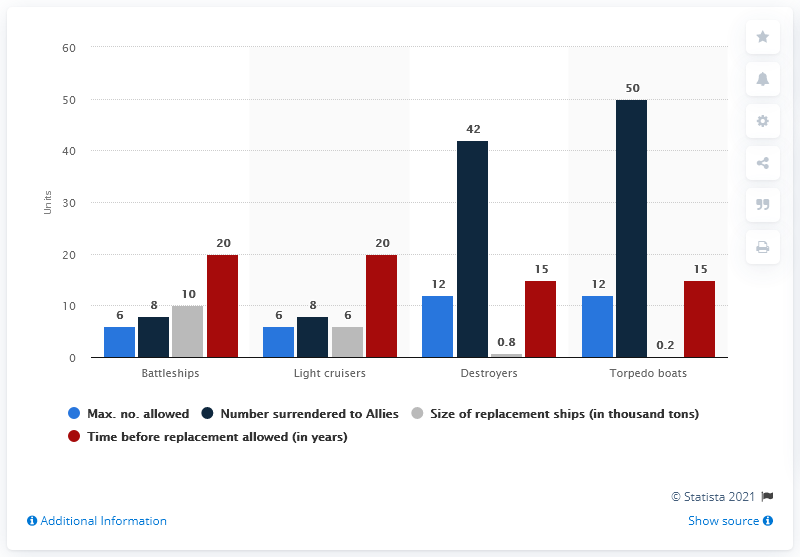 60
50
40
30
20
10
0
Units
6
8
10
20
6
8
6
20
12
42
0.8
15
12
50
0.2
15
Battleships
Light cruisers
Destroyers
Torpedo boats
Max. no. allowed
Number surrendered to Allies
Size of replacement ships (in thousand tons)
Time before replacement allowed (in years)
© Statista 2021
Additional Information
Show source